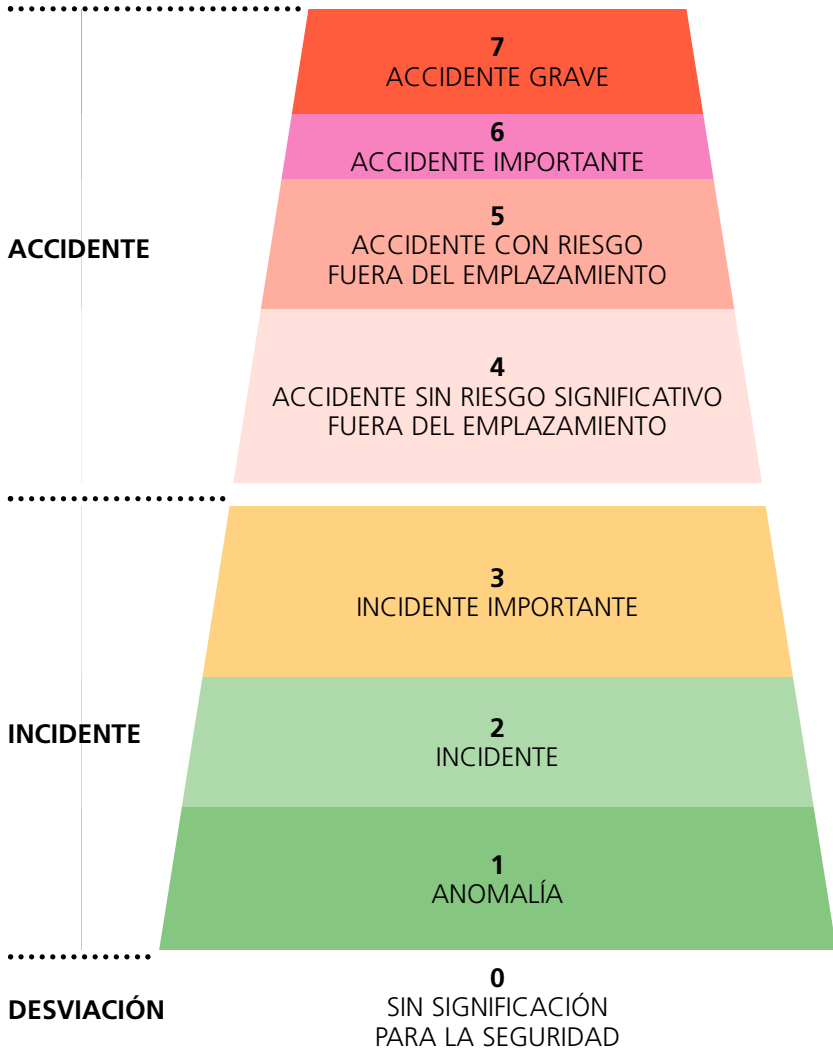 7
ACCIDENTE GRAVE
6
ACCIDENTE IMPORTANTE
ACCIDENTE
5
ACCIDENTE CON RIESGO
FUERA DEL EMPLAZAMIENTO
4
ACCIDENTE SIN RIESGO SIGNIFICATIVO
FUERA DEL EMPLAZAMIENTO
3
INCIDENTE IMPORTANTE
INCIDENTE
2
INCIDENTE
1
ANOMALÍA
DESVIACIÓN
0
SIN SIGNIFICACIÓN
PARA LA SEGURIDAD